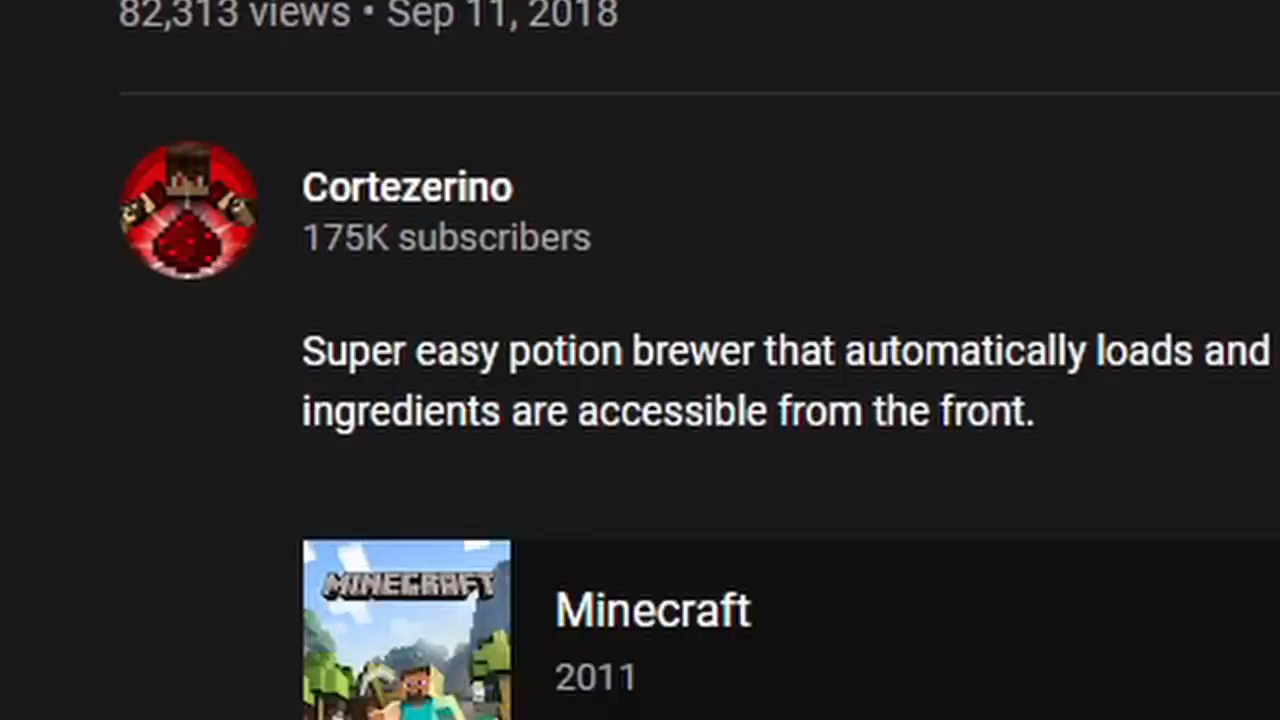 82,313 views • Sep 11, 2018
Cortezerino
175K subscribers
Super easy potion brewer that automatically loads and
ingredients are accessible from the front.
MINECRAFT
Minecraft
2011